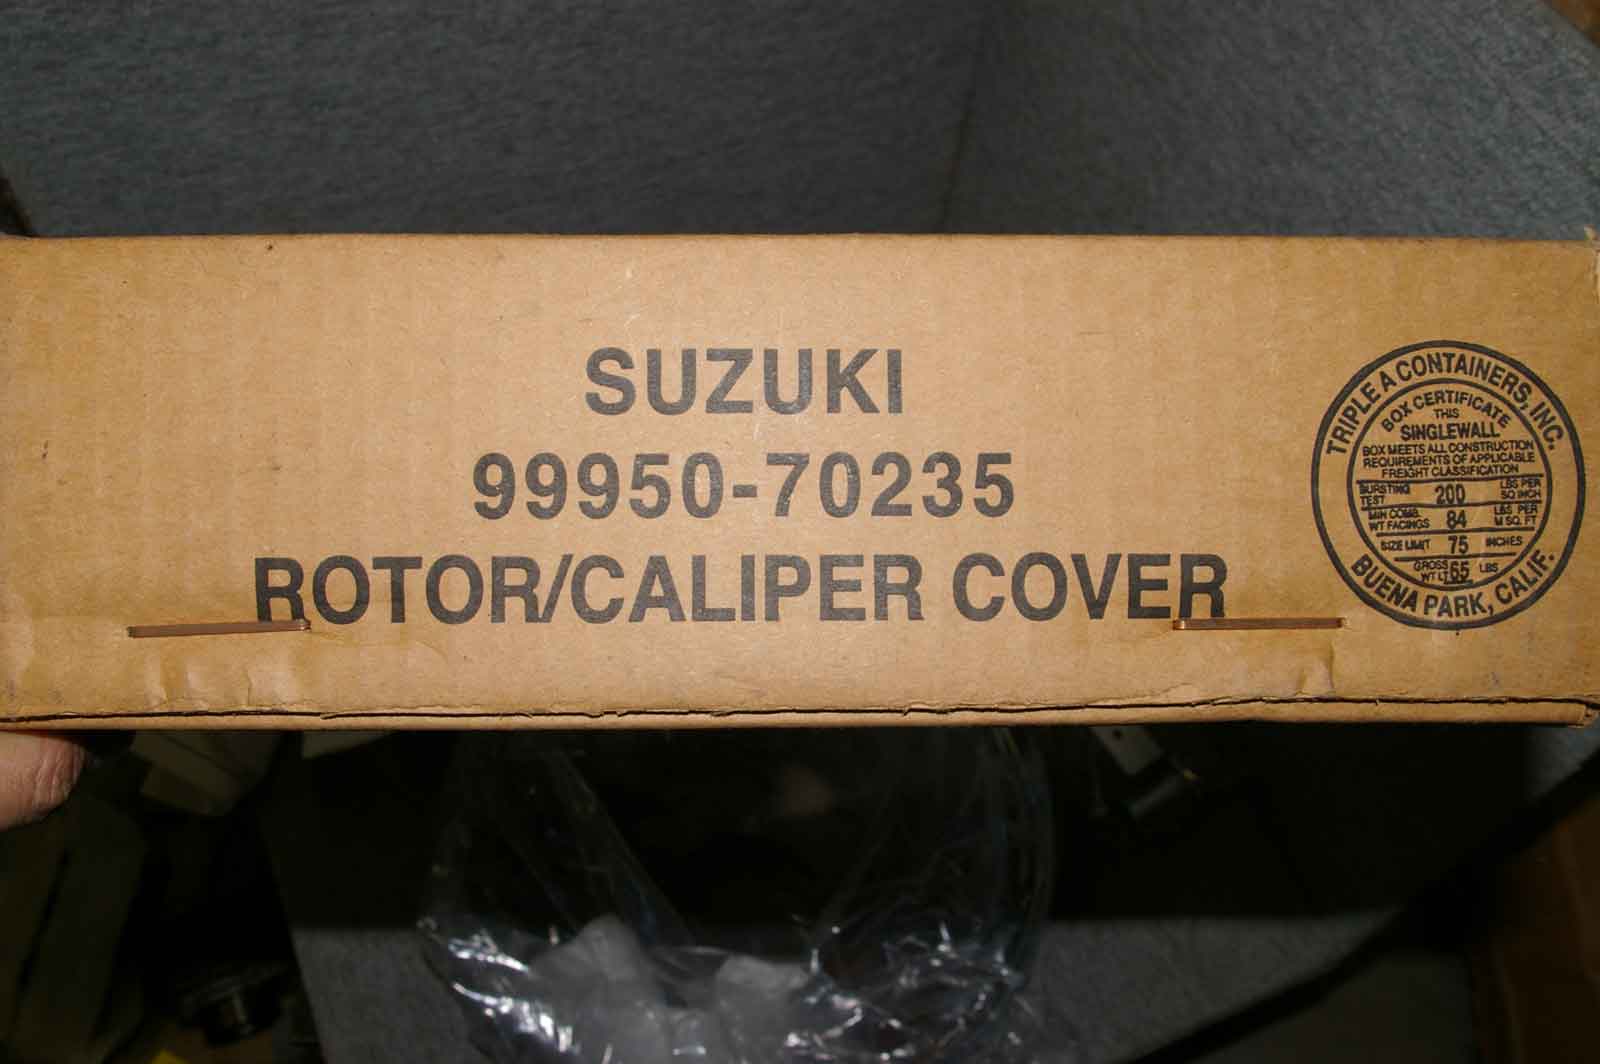 SUZUKI
99950-70235
ROTOR/CALIPER COVER
TRIPLE A CONTAINERS, INC.
BOX CERTIFICATE
THIS
SINGLEWALL
BOX MEETS ALL CONSTRUCTION
REQUIREMENTS OF APPLICABLE
FREIGHT CLASSIFICATION
BURSTING TEST 200 LBS PER SQ INCH
MIN COMB. WT FACINGS 84 LBS PER M SQ. FT
SIZE LIMIT 75 INCHES
GROSS WT LT 65 LBS
BUENA PARK, CALIF.